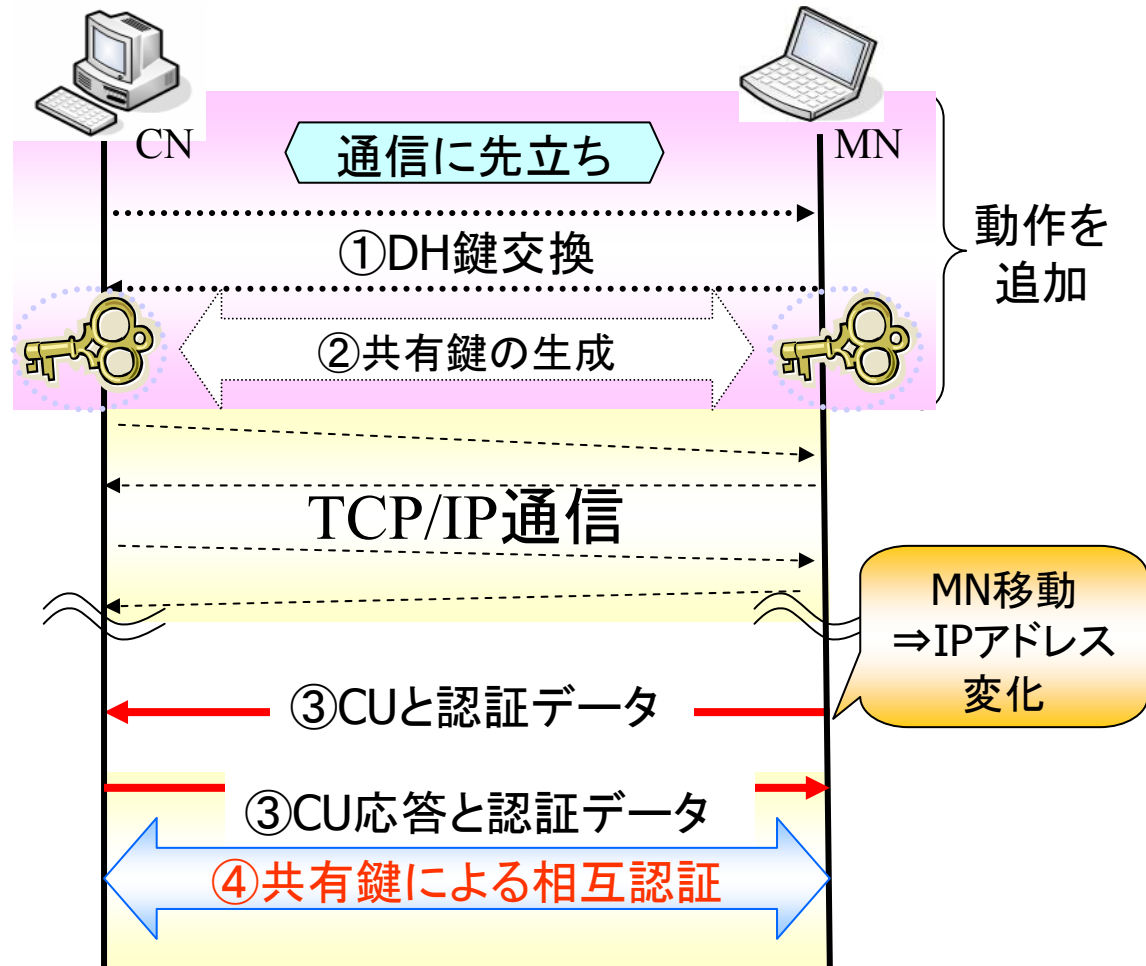 CN
MN
通信に先立ち
①DH鍵交換
動作を
追加
②共有鍵の生成
TCP/IP通信
MN移動
⇒IPアドレス
変化
③CUと認証データ
③CU応答と認証データ
④共有鍵による相互認証